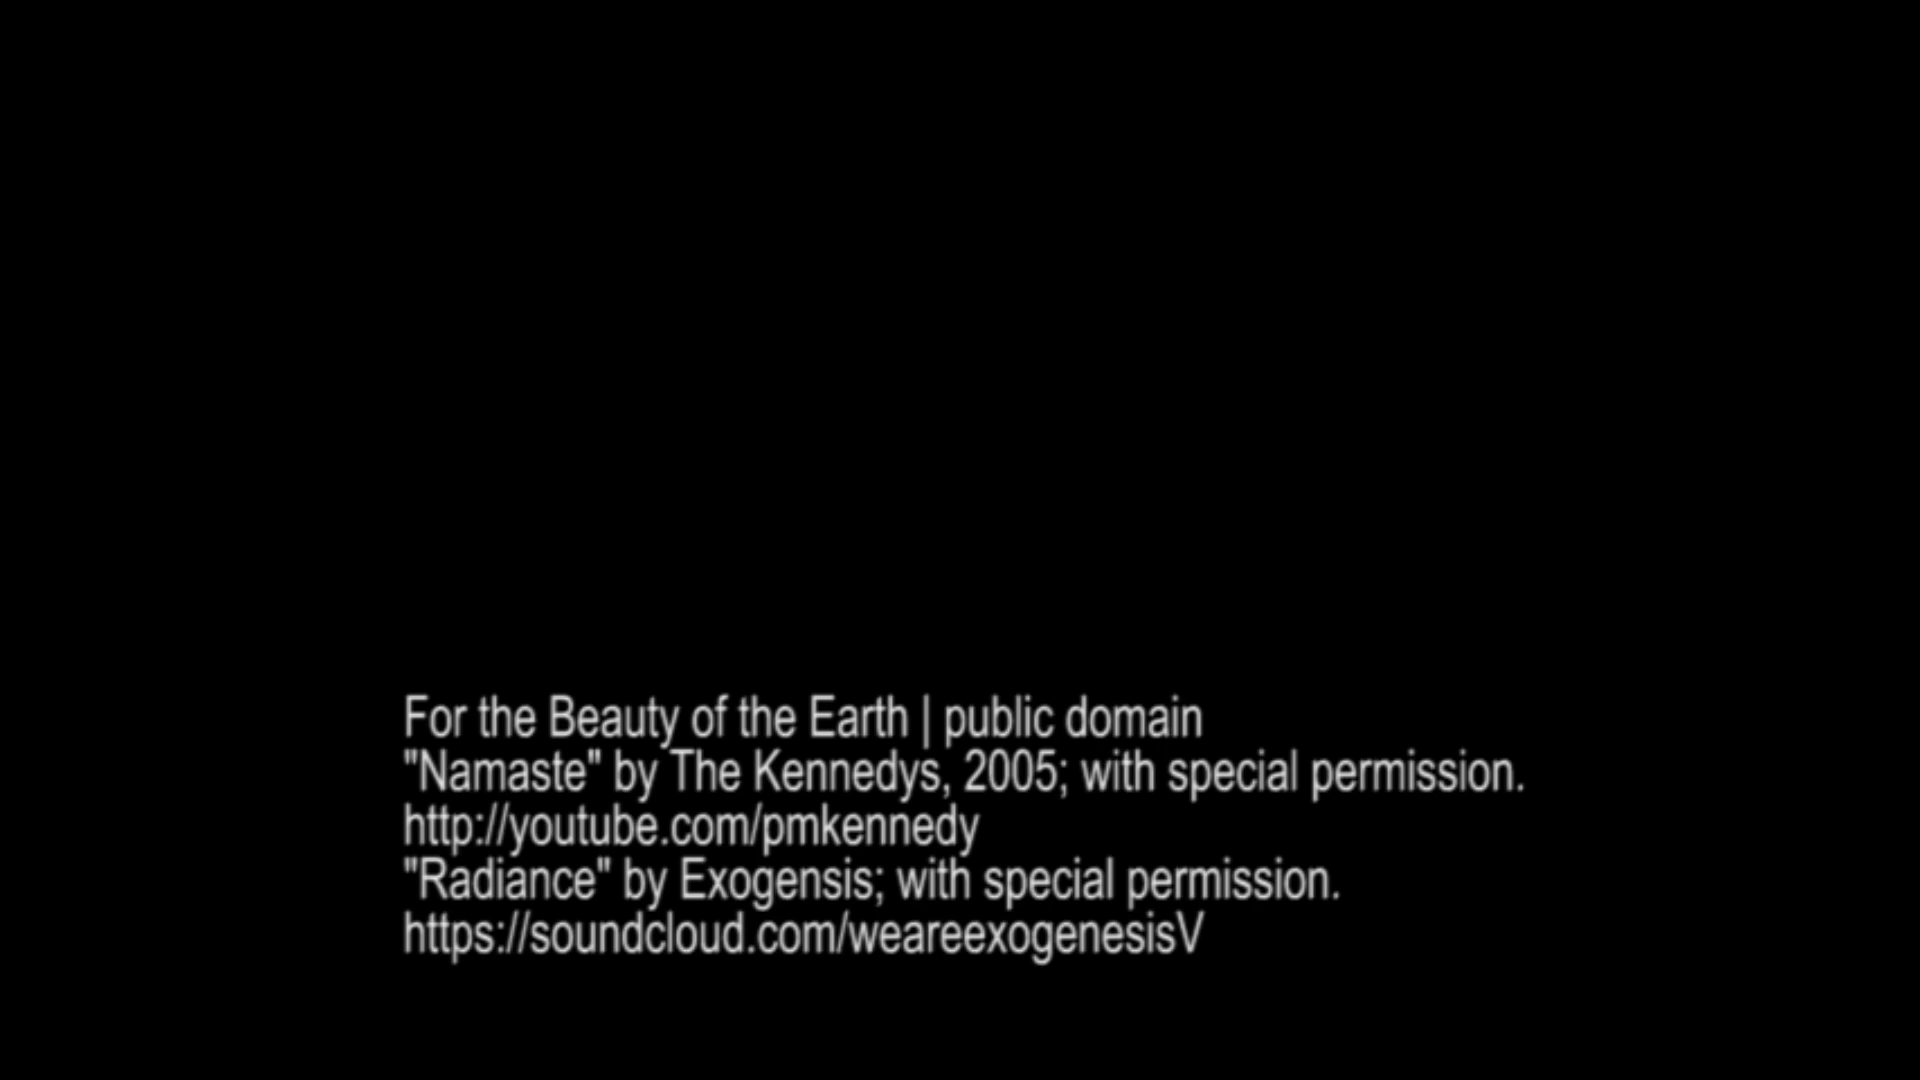 For the Beauty of the Earth | public domain
"Namaste" by The Kennedys, 2005; with special permission.
http://youtube.com/pmkennedy
"Radiance" by Exogensis; with special permission.
https://soundcloud.com/weareexogenesisV